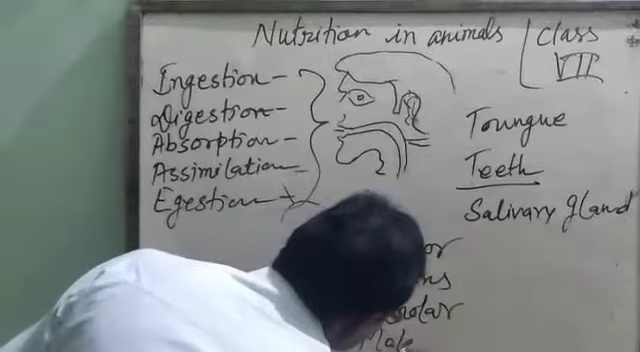 Nutrition in animals
Class
VII
Ingestion -
Digestion -
Absorption -
Assimilation -
Egestion -
Toungue
Teeth
Salivary gland